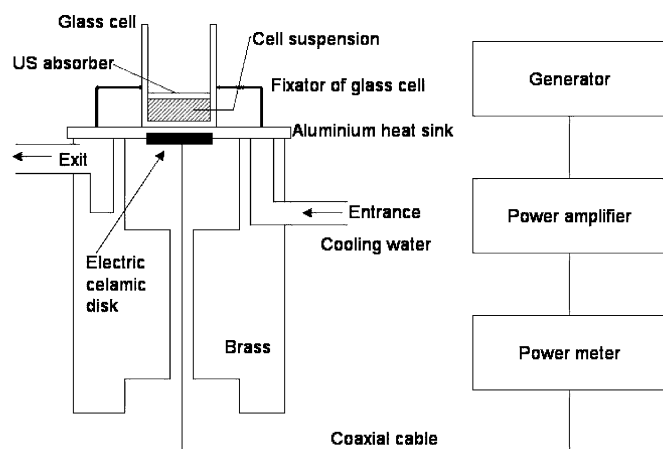 Glass cell
Cell suspension
US absorber
Fixator of glass cell
Generator
Aluminium heat sink
Exit
Entrance
Power amplifier
Cooling water
Electric
celamic
disk
Brass
Power meter
Coaxial cable